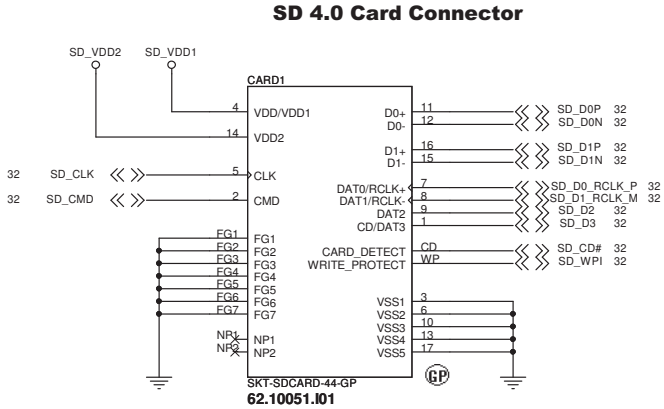 SD 4.0 Card Connector
SD_VDD2 SD_VDD1
CARD1
4 VDD/VDD1 D0+ 11 SD_D0P 32
D0- 12 SD_D0N 32
14 VDD2
D1+ 16 SD_D1P 32
D1- 15 SD_D1N 32
32 SD_CLK 5 CLK
DAT0/RCLK+ 7 SD_D0_RCLK_P 32
32 SD_CMD 2 CMD DAT1/RCLK- 8 SD_D1_RCLK_M 32
DAT2 9 SD_D2 32
CD/DAT3 1 SD_D3 32
FG1 FG1
FG2 FG2 CARD_DETECT CD SD_CD# 32
FG3 FG3 WRITE_PROTECT WP SD_WPI 32
FG4 FG4
FG5 FG5
FG6 FG6 VSS1 3
FG7 FG7 VSS2 6
VSS3 10
NP1 NP1 VSS4 13
NP2 NP2 VSS5 17
SKT-SDCARD-44-GP GP
62.10051.I01